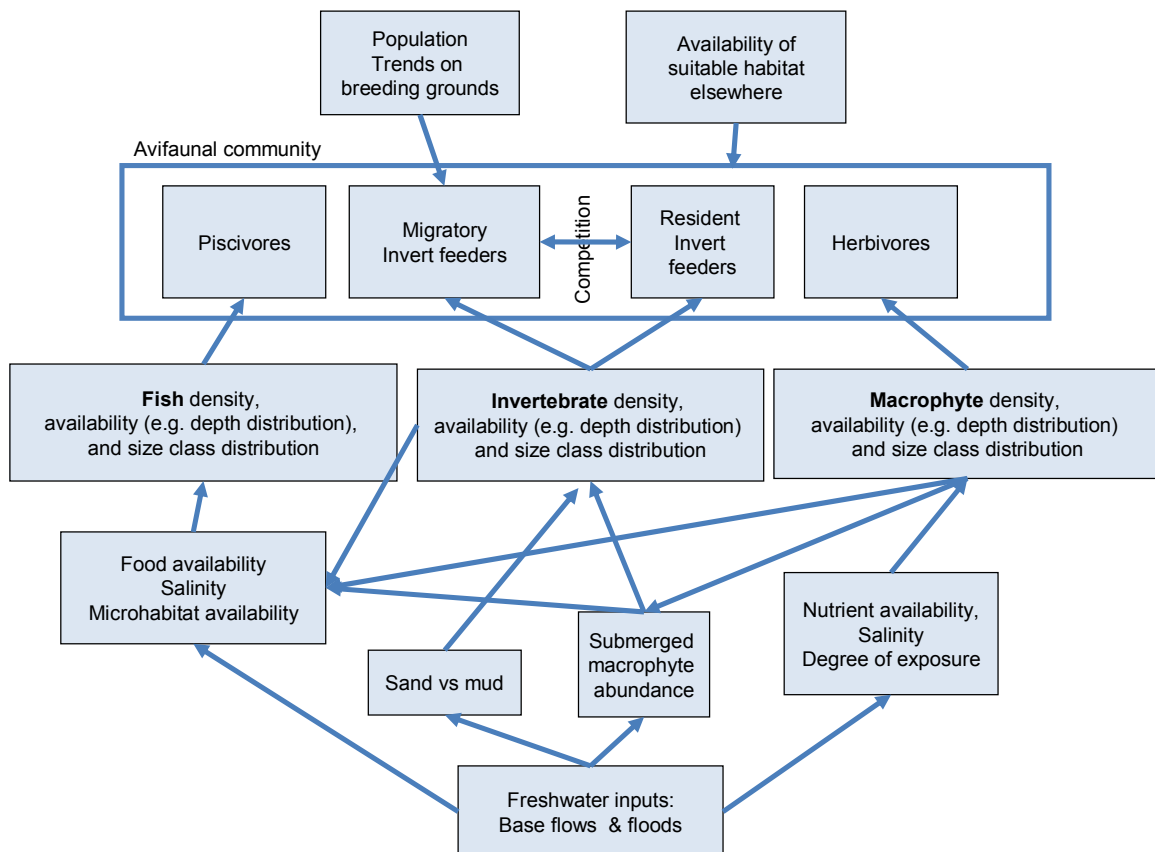 Population
Trends on
breeding grounds
Availability of
suitable habitat
elsewhere
Avifaunal community
Piscivores
Migratory
Invert feeders
Competition
Resident
Invert
feeders
Herbivores
Fish density,
availability (e.g. depth distribution),
and size class distribution
Invertebrate density,
availability (e.g. depth distribution)
and size class distribution
Macrophyte density,
availability (e.g. depth distribution)
and size class distribution
Food availability
Salinity
Microhabitat availability
Sand vs mud
Submerged
macrophyte
abundance
Nutrient availability,
Salinity
Degree of exposure
Freshwater inputs:
Base flows & floods